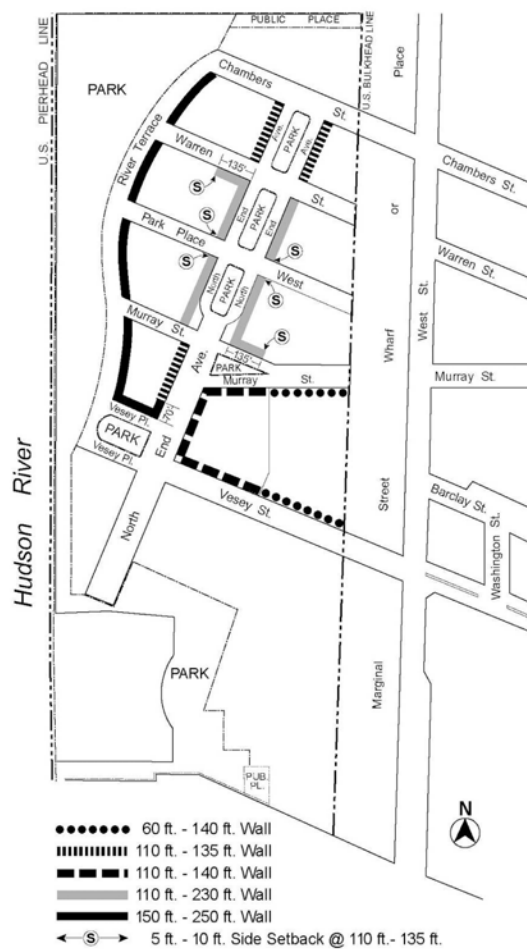 PUBLIC PLACE
U.S. PIERHEAD LINE
U.S. BULKHEAD LINE
PARK
Chambers St.
Place
Ave.
PARK
Ave.
River Terrace
Warren St.
135'
Chambers St.
S
End
PARK
End
S
S
or
Park Place
West
Warren St.
S
S
North
PARK
North
West St.
Wharf
Murray St.
S
135'
Ave.
PARK
Murray St.
Murray St.
70'
Vesey Pl.
PARK
End
Vesey Pl.
Vesey St.
Street
Barclay St.
Washington St.
North
Hudson River
PARK
Marginal
PUB.
PL.
N
60 ft. - 140 ft. Wall
110 ft. - 135 ft. Wall
110 ft. - 140 ft. Wall
110 ft. - 230 ft. Wall
150 ft. - 250 ft. Wall
S 5 ft. - 10 ft. Side Setback @ 110 ft.- 135 ft.